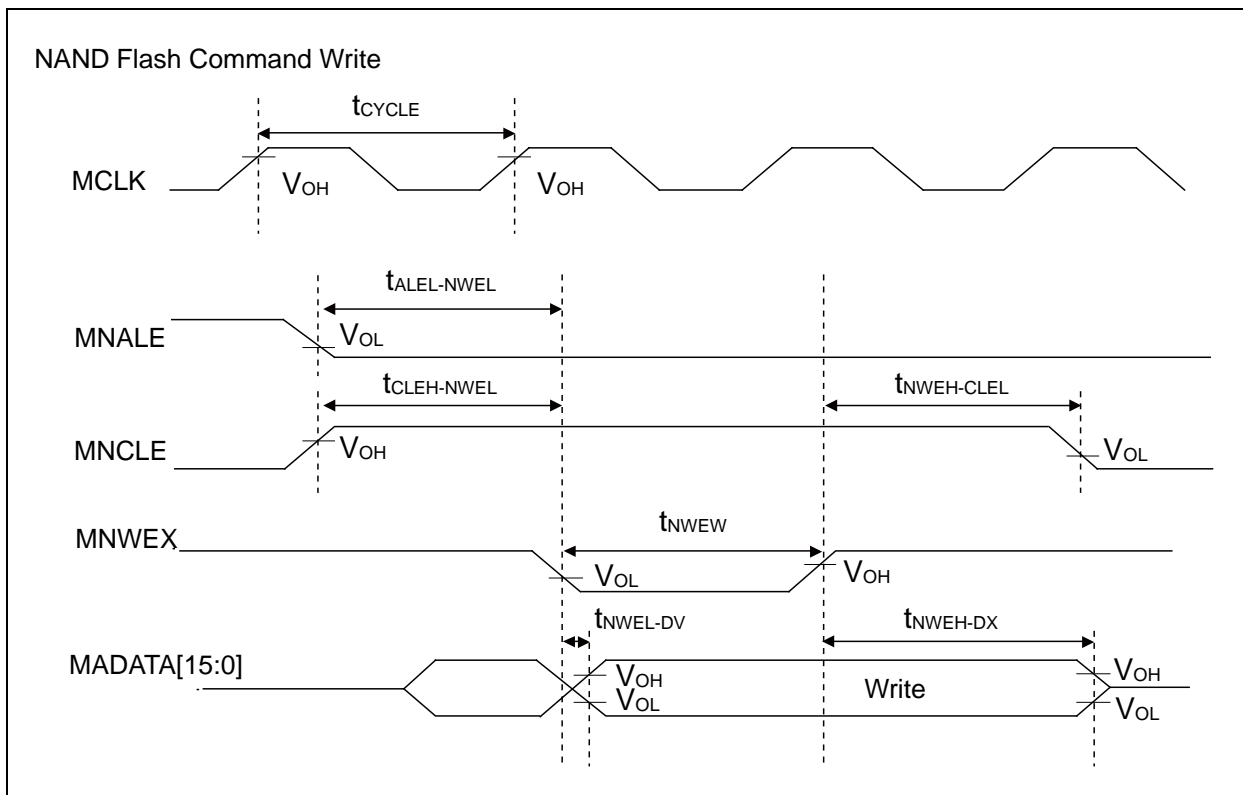 NAND Flash Command Write
tCYCLE
MCLK
VOH
VOH
tALEL-NWEL
MNALE
VOL
tCLEH-NWEL
tNWEH-CLEL
MNCLE
VOH
VOL
MNWEX
tNWEW
VOL
VOH
tNWEL-DV
tNWEH-DX
MADATA[15:0]
VOH
VOL
Write
VOH
VOL